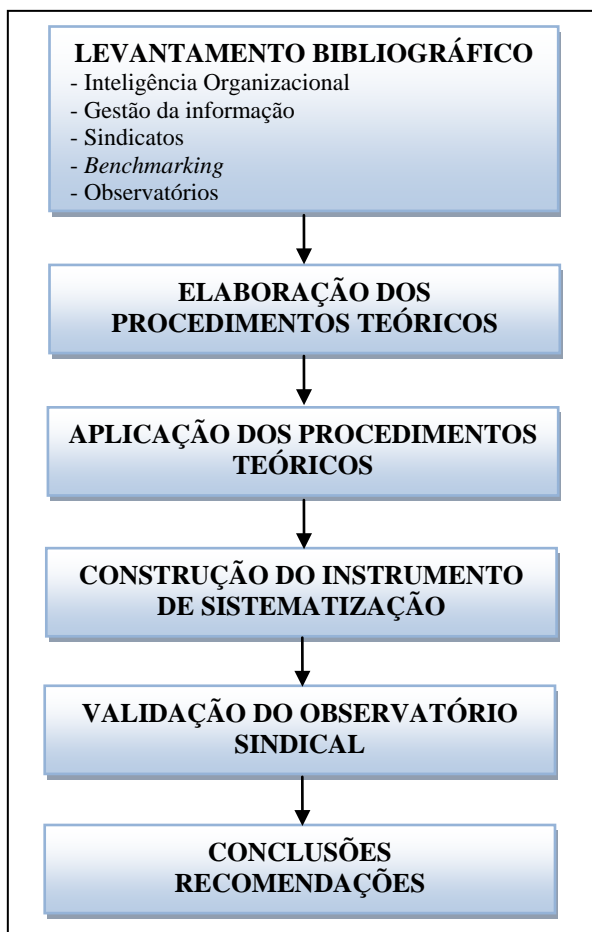 LEVANTAMENTO BIBLIOGRÁFICO
- Inteligência Organizacional
- Gestão da informação
- Sindicatos
- Benchmarking
- Observatórios
ELABORAÇÃO DOS
PROCEDIMENTOS TEÓRICOS
APLICAÇÃO DOS PROCEDIMENTOS
TEÓRICOS
CONSTRUÇÃO DO INSTRUMENTO
DE SISTEMATIZAÇÃO
VALIDAÇÃO DO OBSERVATÓRIO
SINDICAL
CONCLUSÕES
RECOMENDAÇÕES